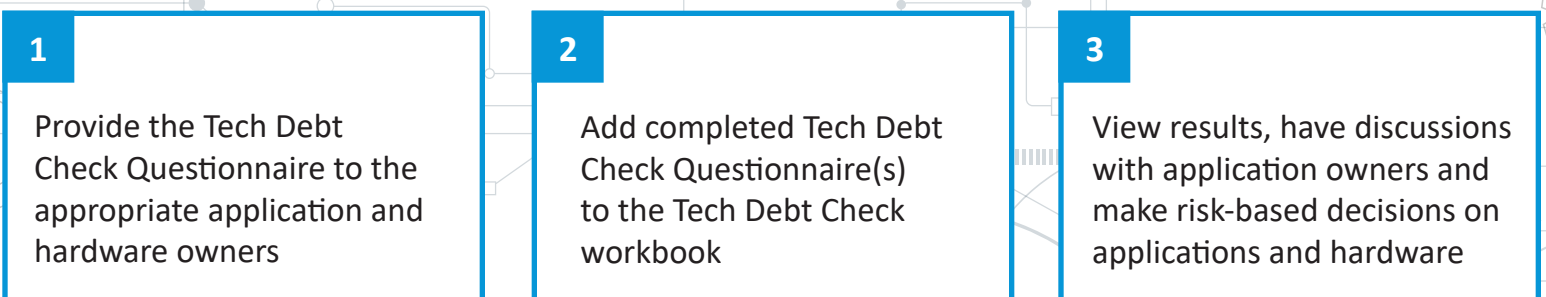 1
Provide the Tech Debt
Check Questionnaire to the
appropriate application and
hardware owners
2
Add completed Tech Debt
Check Questionnaire(s)
to the Tech Debt Check
workbook
3
View results, have discussions
with application owners and
make risk-based decisions on
applications and hardware